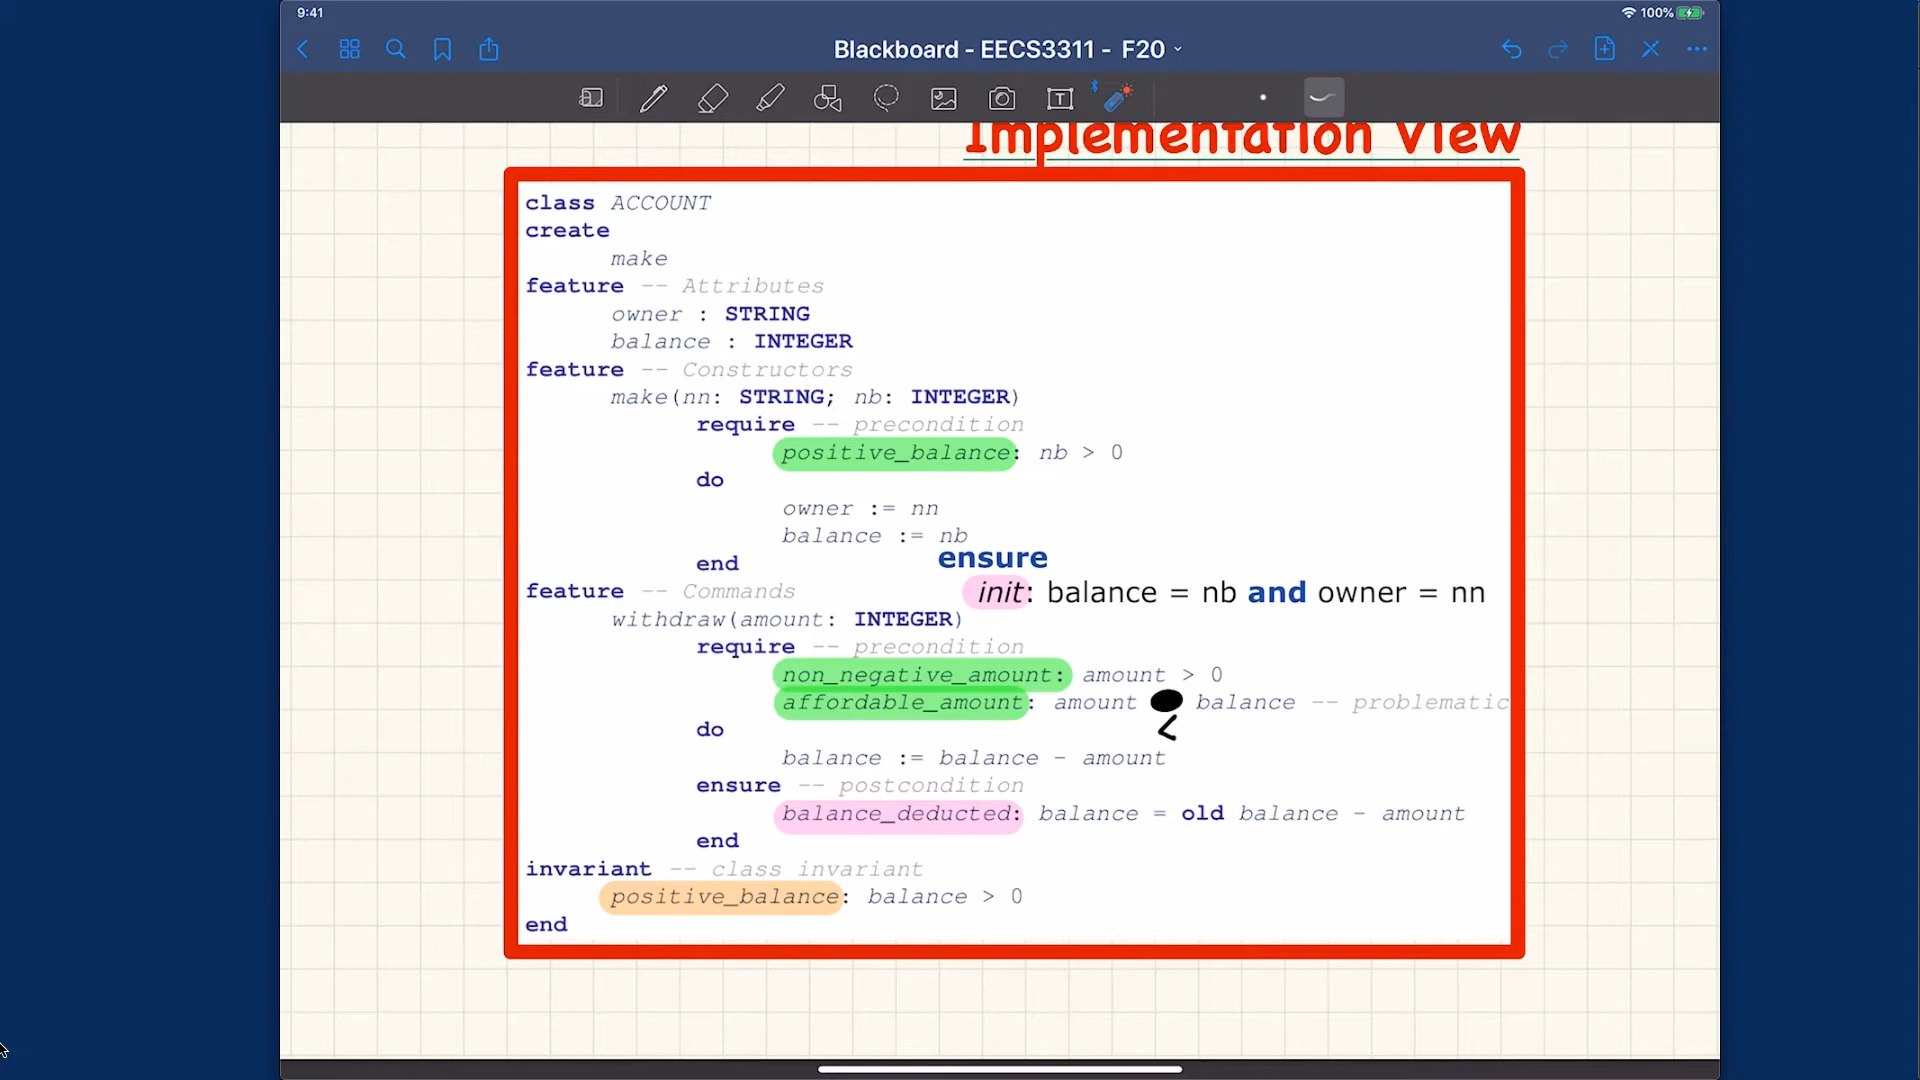 9:41
100%
Blackboard - EECS3311 - F20
Implementation View
class ACCOUNT
create
make
feature -- Attributes
owner : STRING
balance : INTEGER
feature -- Constructors
make(nn: STRING; nb: INTEGER)
require -- precondition
positive_balance: nb > 0
do
owner := nn
balance := nb
ensure
end
init: balance = nb and owner = nn
feature -- Commands
withdraw(amount: INTEGER)
require -- precondition
non_negative_amount: amount > 0
affordable_amount: amount < balance -- problematic
do
balance := balance - amount
ensure -- postcondition
balance_deducted: balance = old balance - amount
end
invariant -- class invariant
positive_balance: balance > 0
end